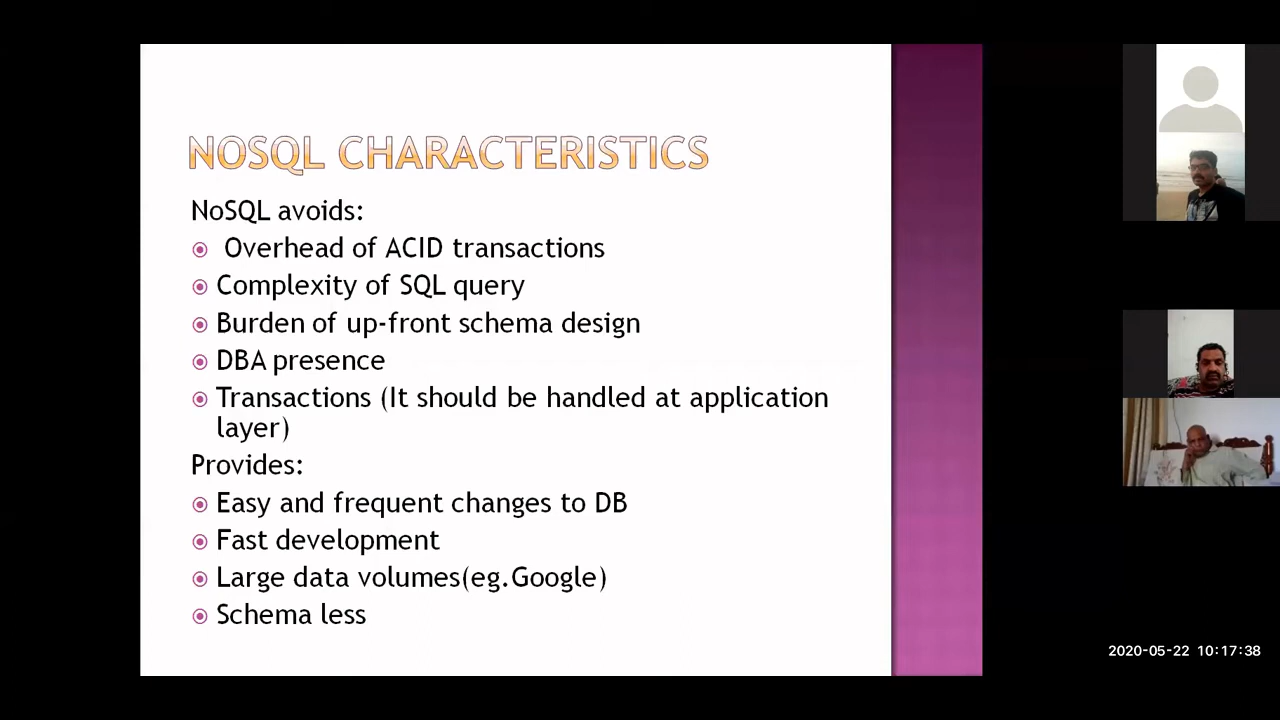 NOSQL CHARACTERISTICS
NoSQL avoids:
Overhead of ACID transactions
Complexity of SQL query
Burden of up-front schema design
DBA presence
Transactions (It should be handled at application
layer)
Provides:
Easy and frequent changes to DB
Fast development
Large data volumes(eg.Google)
Schema less
2020-05-22 10:17:38